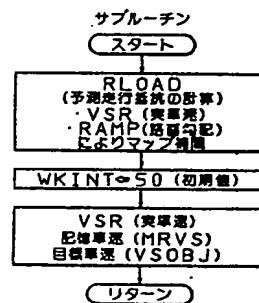 サブルーチン
スタート
RLOAD
(予測走行抵抗の計算)
・VSR(実車速)
・RAMP(路面勾配)
によりマップ補間
WKINT=50(初期値)
VSR(実車速)
記憶車速(MRVS)
目標車速(VSOBJ)
リターン